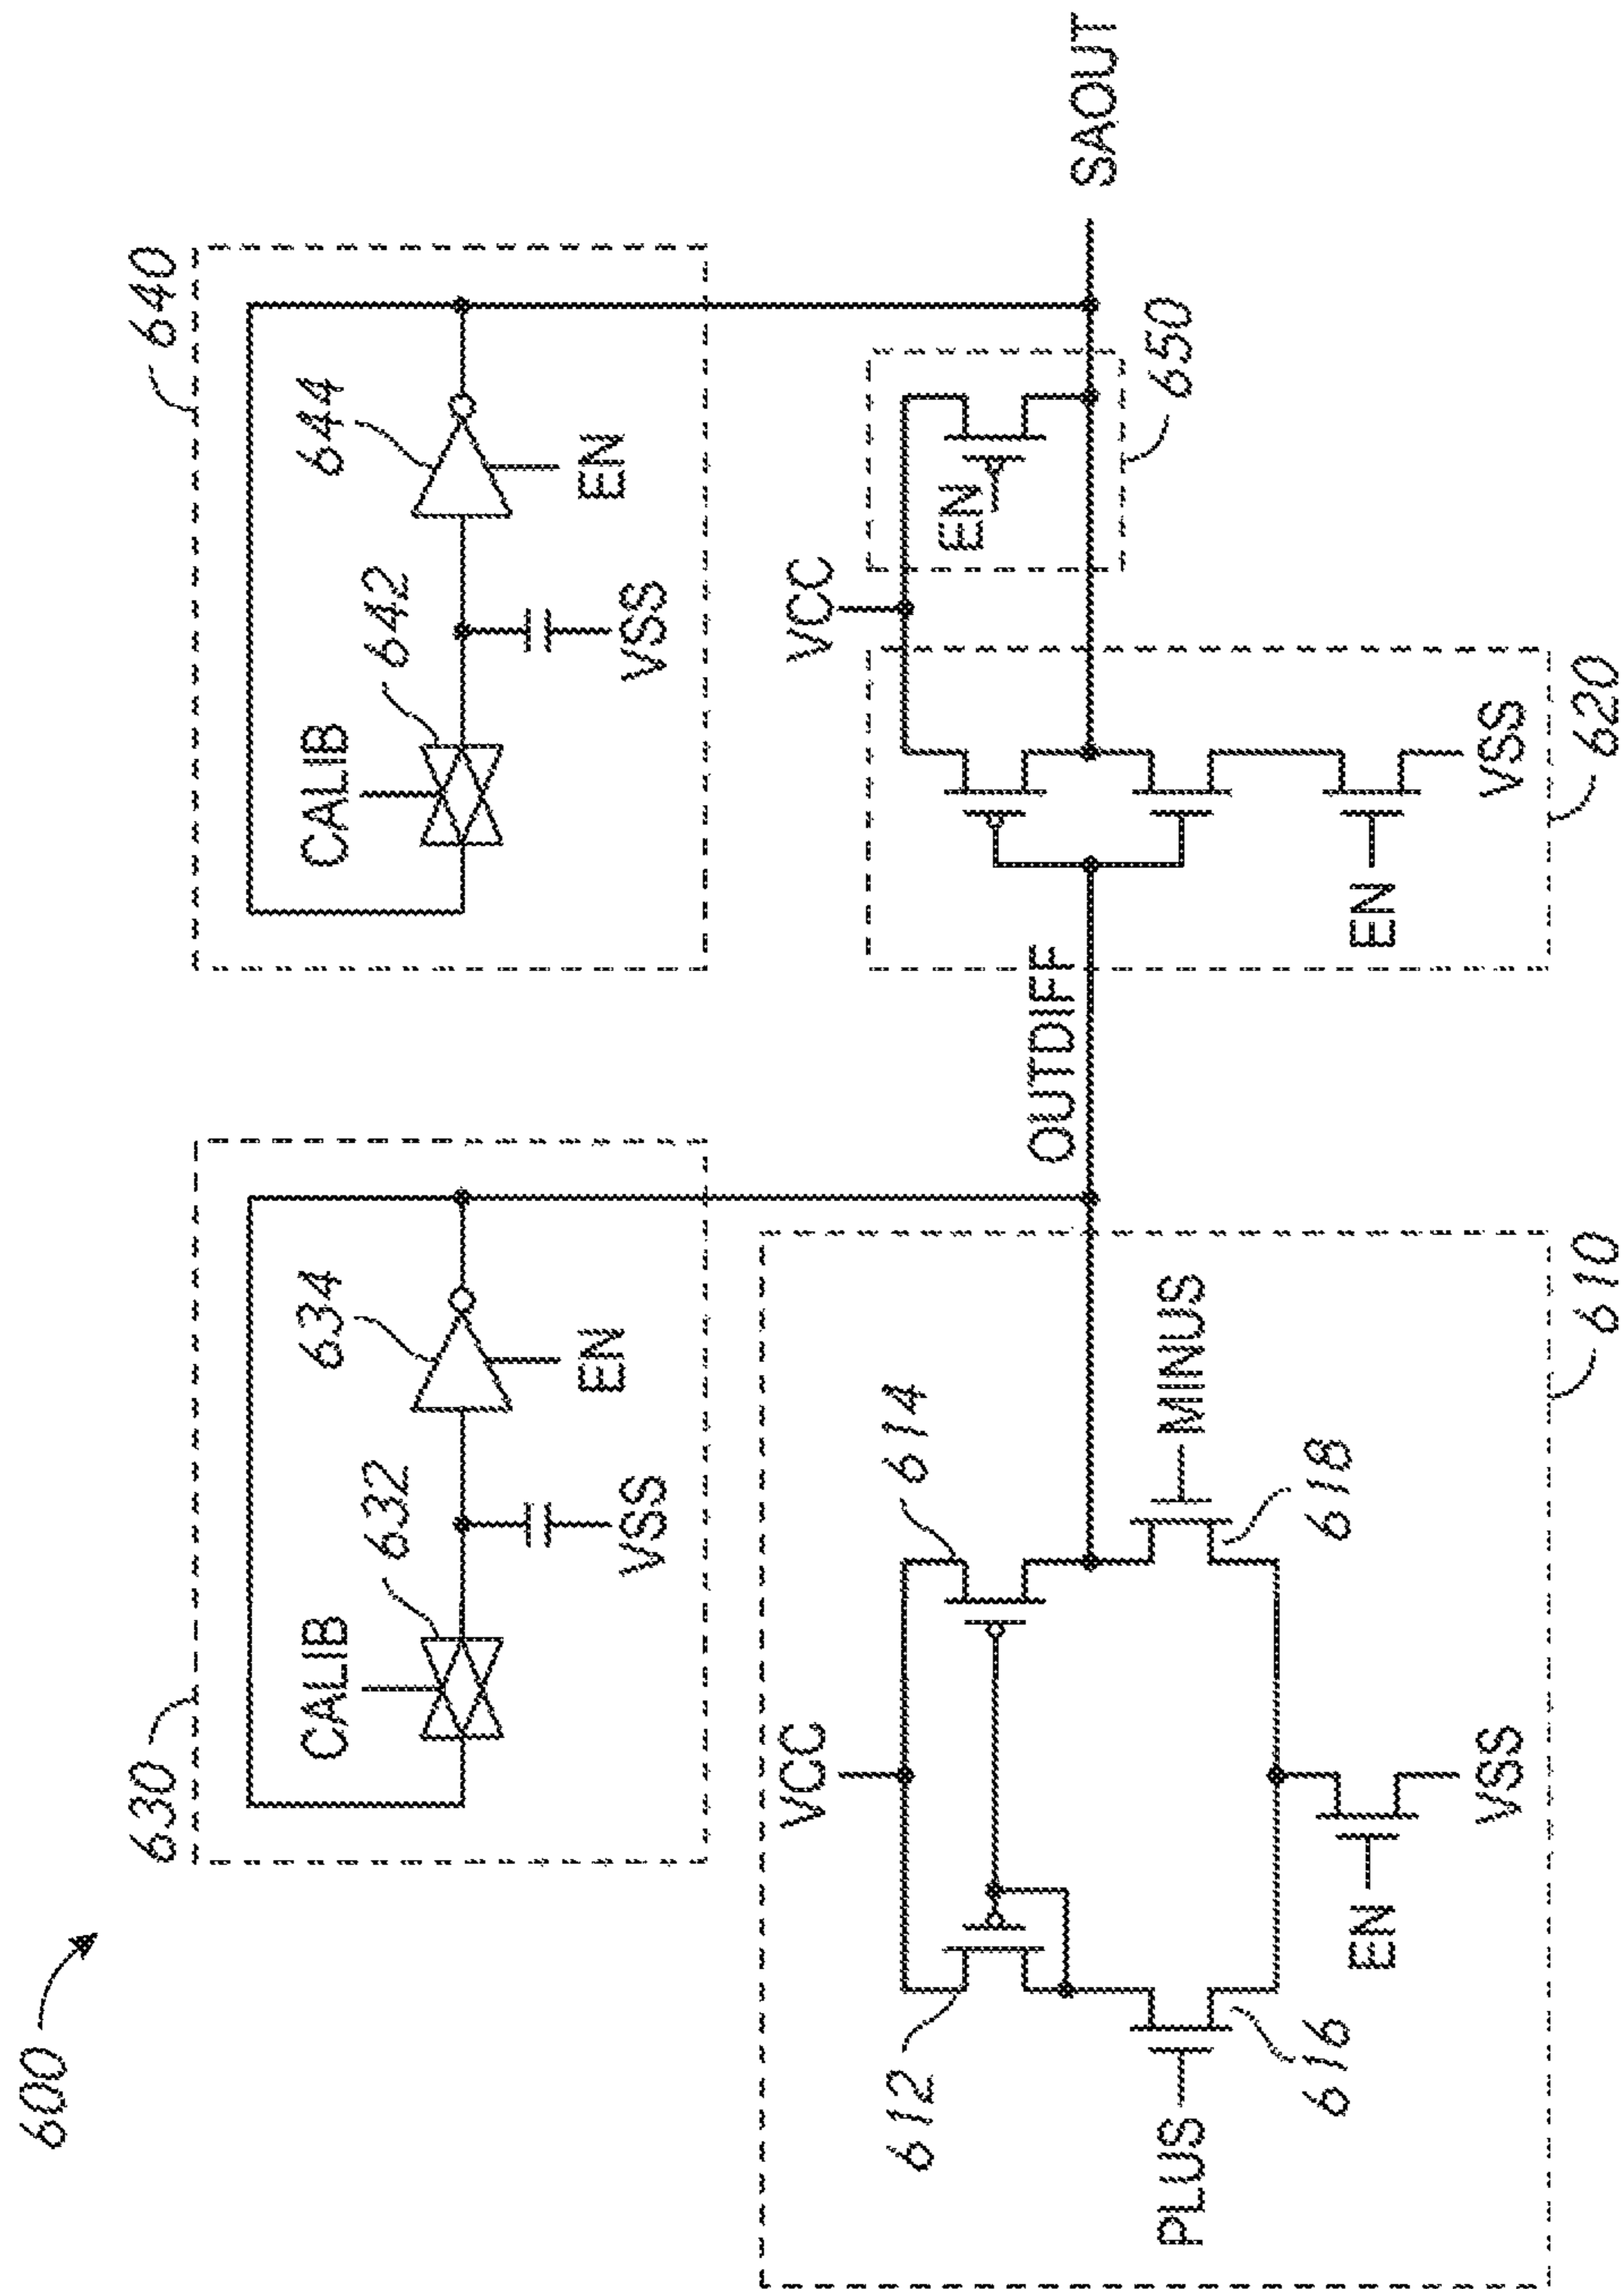 600
630
640
CALIB
632
634
VSS
EN
CALIB
642
644
VSS
EN
VCC
612
614
PLUS
616
MINUS
618
EN
VSS
610
OUTDIFF
VCC
EN
650
SAOUT
EN
VSS
620